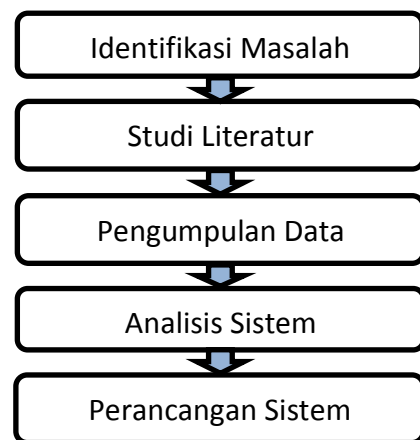 Identifikasi Masalah
Studi Literatur
Pengumpulan Data
Analisis Sistem
Perancangan Sistem